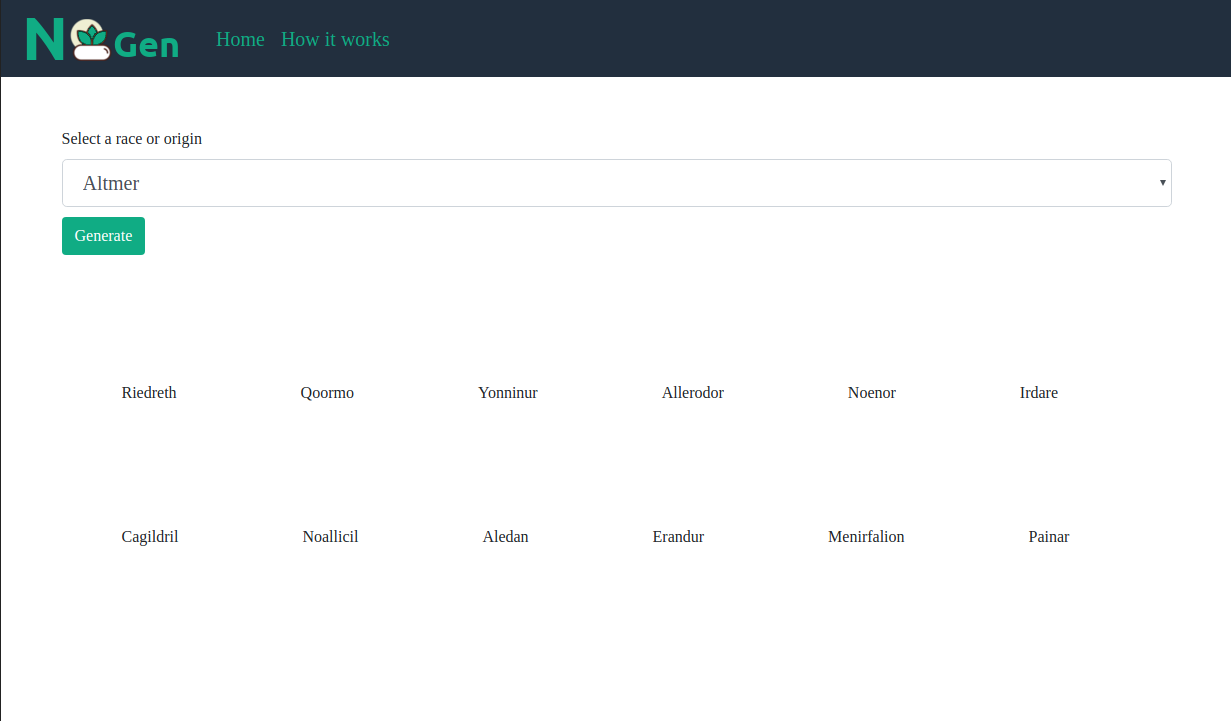 N Gen Home How it works
Select a race or origin
Altmer
Generate
Riedreth Qoormo Yonninur Allerodor Noenor Irdare
Cagildril Noallicil Aledan Erandur Menirfalion Painar